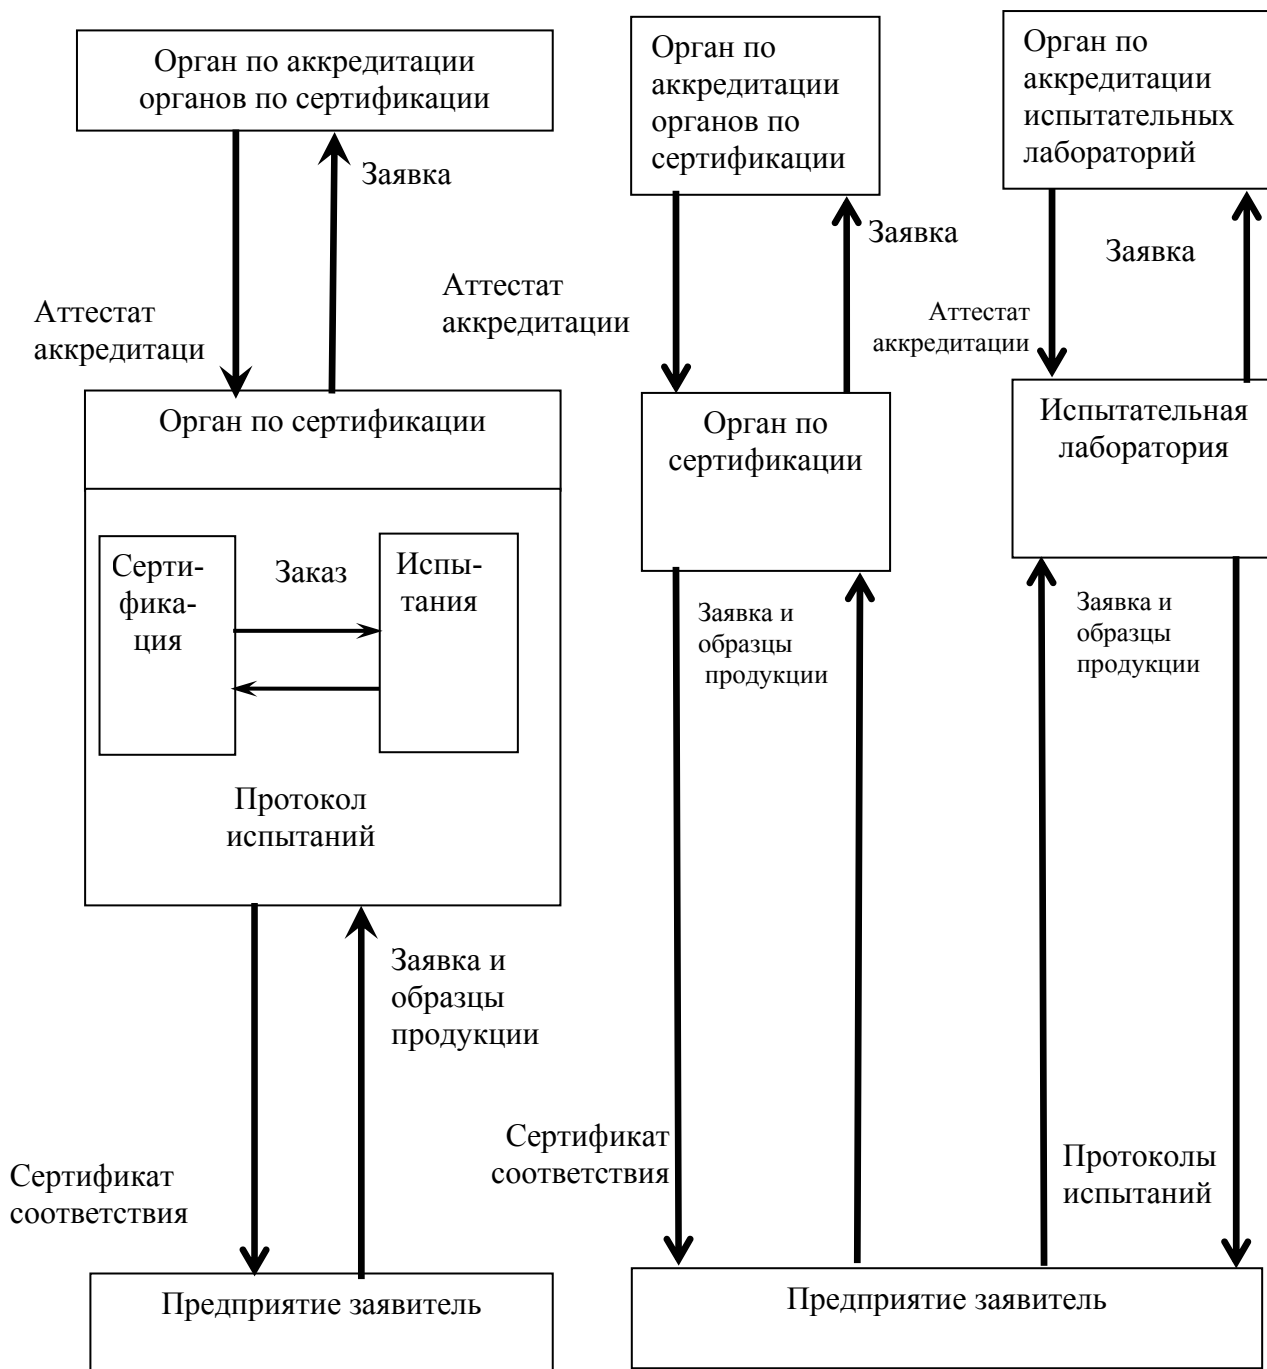 Орган по аккредитации
органов по сертификации
Заявка
Аттестат
аккредитаци
Орган по сертификации
Серти-
фика-
ция
Заказ
Испы-
тания
Протокол
испытаний
Заявка и
образцы
продукции
Сертификат
соответствия
Предприятие заявитель
Орган по
аккредитации
органов по
сертификации
Заявка
Аттестат
аккредитации
Орган по
сертификации
Заявка и
образцы
продукции
Сертификат
соответствия
Орган по
аккредитации
испытательных
лабораторий
Заявка
Аттестат
аккредитации
Испытательная
лаборатория
Заявка и
образцы
продукции
Протоколы
испытаний
Предприятие заявитель